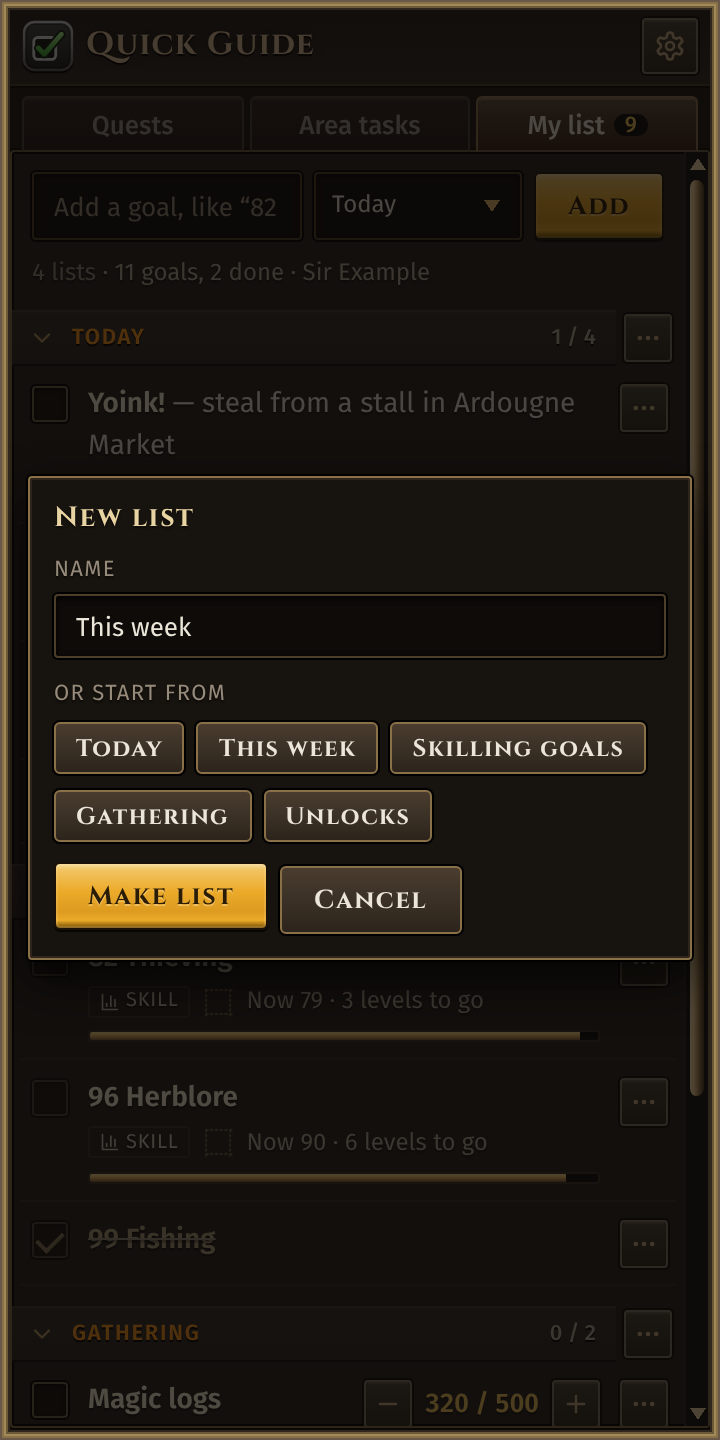 Quick Guide
Quests
Area tasks
My list 9
Add a goal, like “82
Today
Add
4 lists · 11 goals, 2 done · Sir Example
TODAY
1 / 4
Yoink! — steal from a stall in Ardougne
Market
New list
NAME
This week
OR START FROM
Today
This week
Skilling goals
Gathering
Unlocks
Make list
Cancel
82 Thieving
SKILL
Now 79 · 3 levels to go
96 Herblore
SKILL
Now 90 · 6 levels to go
99 Fishing
GATHERING
0 / 2
Magic logs
320 / 500